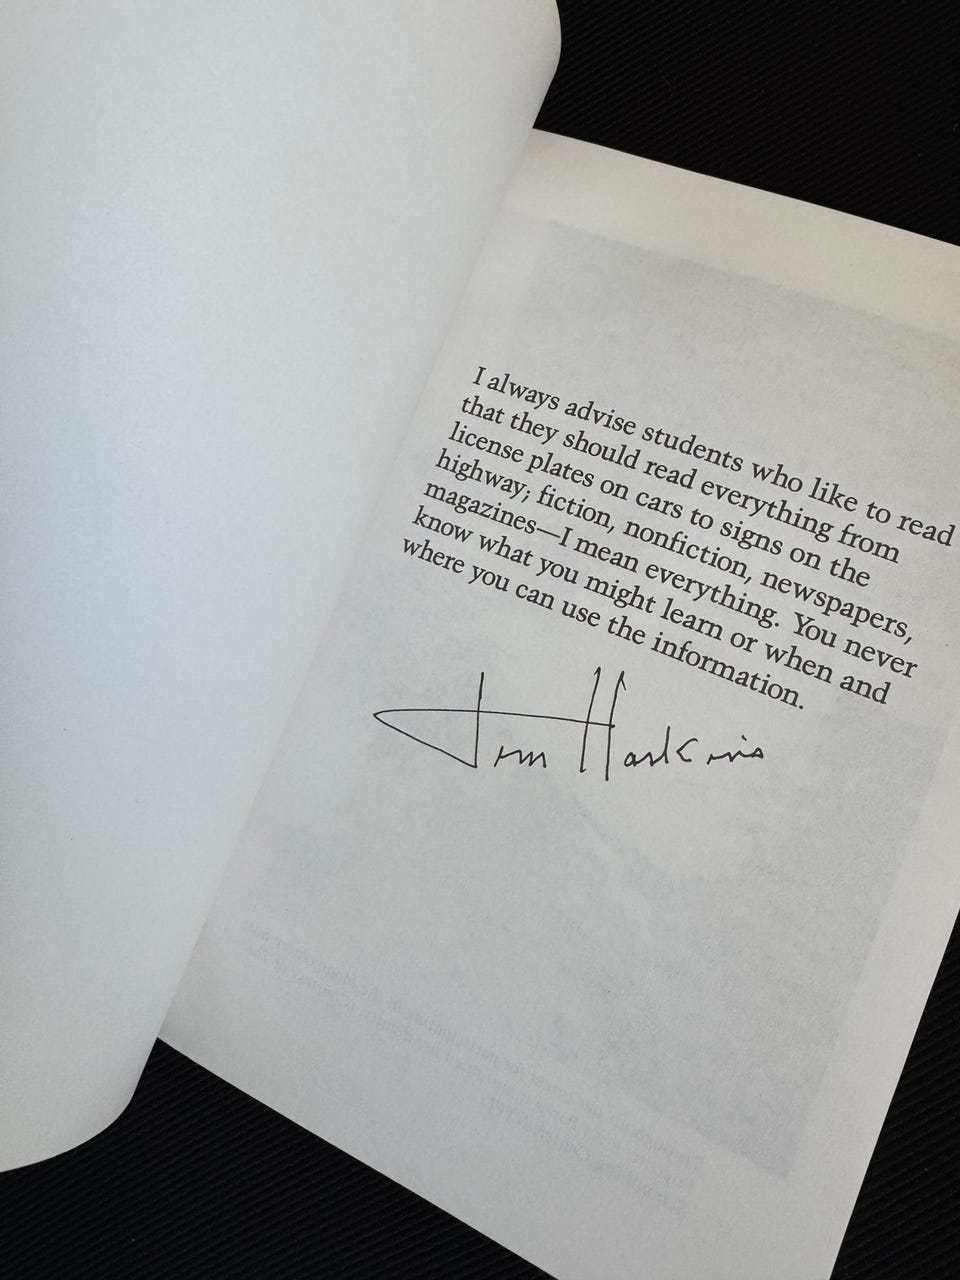 I always advise students who like to read
that they should read everything from
license plates on cars to signs on the
highway; fiction, nonfiction, newspapers,
magazines—I mean everything. You never
know what you might learn or when and
where you can use the information.
Jim Haskins